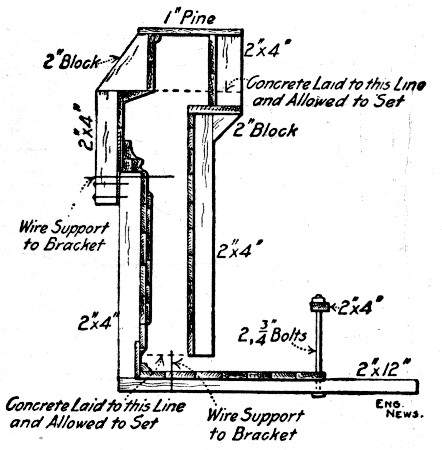 1" Pine
2" Block
2"x4"
Concrete Laid to this Line
and Allowed to Set
2"x4"
2" Block
Wire Support
to Bracket
2"x4"
2"x4"
2"x4"
2, 3/4" Bolts
2"x12"
Concrete Laid to this Line
and Allowed to Set
Wire Support
to Bracket
ENG.
NEWS.